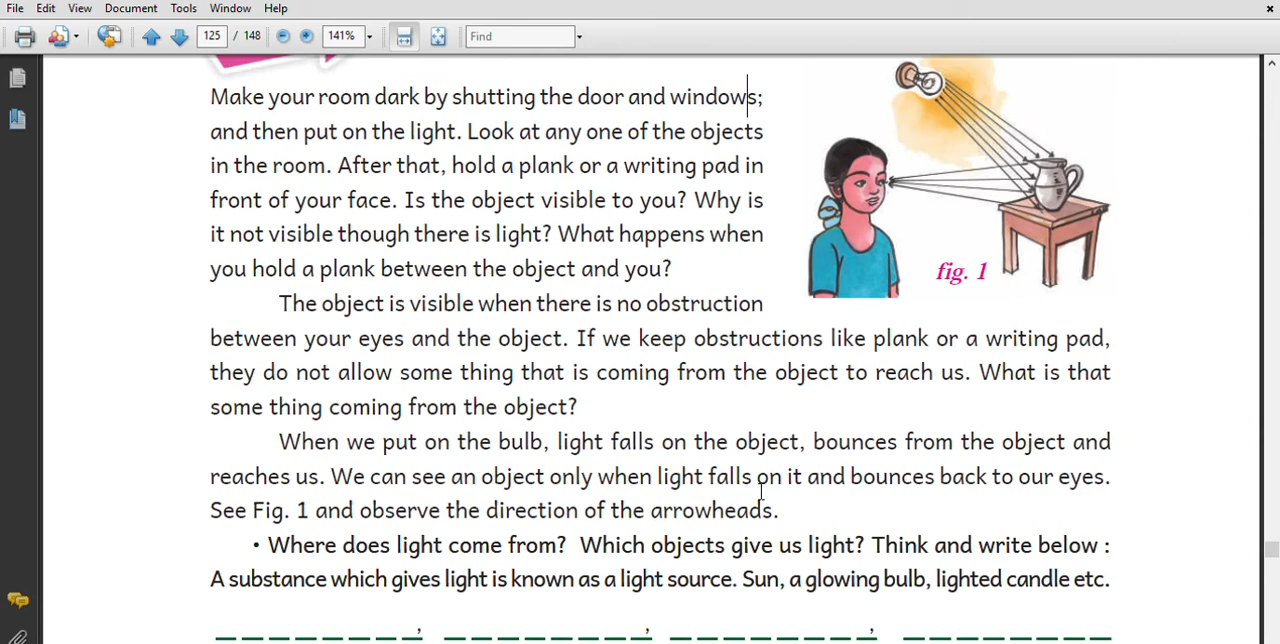 File Edit View Document Tools Window Help
125 / 148 141% Find
Make your room dark by shutting the door and windows;
and then put on the light. Look at any one of the objects
in the room. After that, hold a plank or a writing pad in
front of your face. Is the object visible to you? Why is
it not visible though there is light? What happens when
you hold a plank between the object and you?
fig. 1
The object is visible when there is no obstruction
between your eyes and the object. If we keep obstructions like plank or a writing pad,
they do not allow some thing that is coming from the object to reach us. What is that
some thing coming from the object?
When we put on the bulb, light falls on the object, bounces from the object and
reaches us. We can see an object only when light falls on it and bounces back to our eyes.
See Fig. 1 and observe the direction of the arrowheads.
• Where does light come from? Which objects give us light? Think and write below :
A substance which gives light is known as a light source. Sun, a glowing bulb, lighted candle etc.